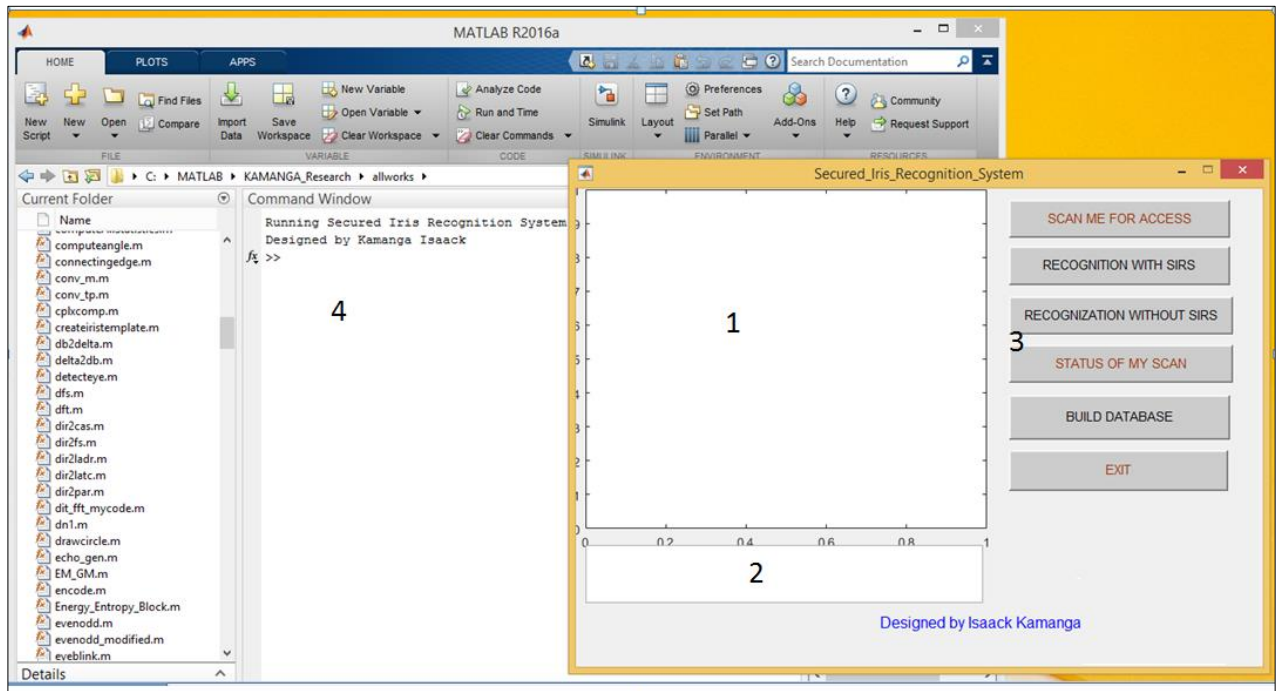 MATLAB R2016a
HOME PLOTS APPS
Search Documentation
New Script
New
Open
Find Files
Compare
Import Data
Save Workspace
New Variable
Open Variable
Clear Workspace
Analyze Code
Run and Time
Clear Commands
Simulink
Layout
Preferences
Set Path
Parallel
Add-Ons
Help
Community
Request Support
FILE VARIABLE CODE SIMULINK ENVIRONMENT RESOURCES
C: MATLAB KAMANGA_Research allworks
Current Folder
Name
computeangle.m
connectingedge.m
conv_m.m
conv_tp.m
cplxcomp.m
createiristemplate.m
db2delta.m
delta2db.m
detecteye.m
dfs.m
dft.m
dir2cas.m
dir2fs.m
dir2ladr.m
dir2latc.m
dir2par.m
dit_fft_mycode.m
dn1.m
drawcircle.m
echo_gen.m
EM_GM.m
encode.m
Energy_Entropy_Block.m
evenodd.m
evenodd_modified.m
eyeblink.m
Details
Command Window
Running Secured Iris Recognition System
Designed by Kamanga Isaack
fx >>
4
Secured_Iris_Recognition_System
1
0 0.2 0.4 0.6 0.8 1
2
SCAN ME FOR ACCESS
RECOGNITION WITH SIRS
RECOGNIZATION WITHOUT SIRS
3
STATUS OF MY SCAN
BUILD DATABASE
EXIT
Designed by Isaack Kamanga